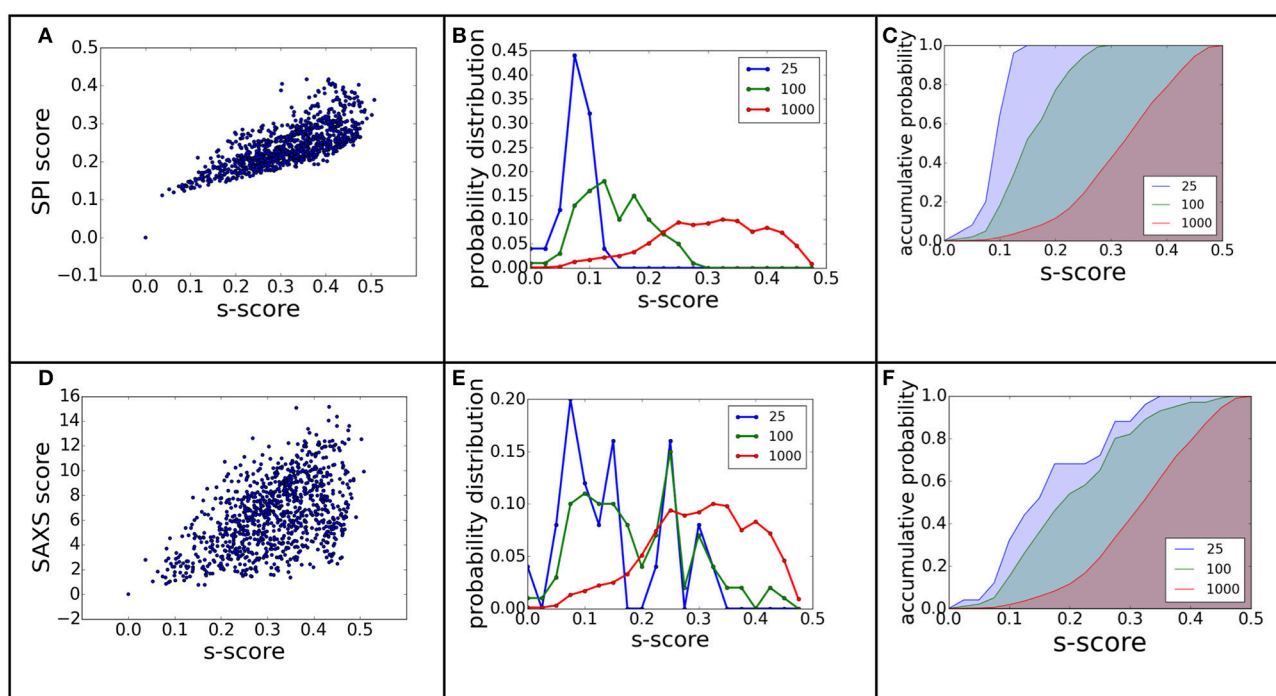 A
SPI score
0.5
0.4
0.3
0.2
0.1
0.0
−0.1
0.0 0.1 0.2 0.3 0.4 0.5
s-score
B
probability distribution
0.45
0.40
0.35
0.30
0.25
0.20
0.15
0.10
0.05
0.00
0.0 0.1 0.2 0.3 0.4 0.5
s-score
25
100
1000
C
accumulative probability
1.0
0.8
0.6
0.4
0.2
0.0
0.0 0.1 0.2 0.3 0.4 0.5
s-score
25
100
1000
D
SAXS score
16
14
12
10
8
6
4
2
0
−2
0.0 0.1 0.2 0.3 0.4 0.5
s-score
E
probability distribution
0.20
0.15
0.10
0.05
0.00
0.0 0.1 0.2 0.3 0.4 0.5
s-score
25
100
1000
F
accumulative probability
1.0
0.8
0.6
0.4
0.2
0.0
0.0 0.1 0.2 0.3 0.4 0.5
s-score
25
100
1000